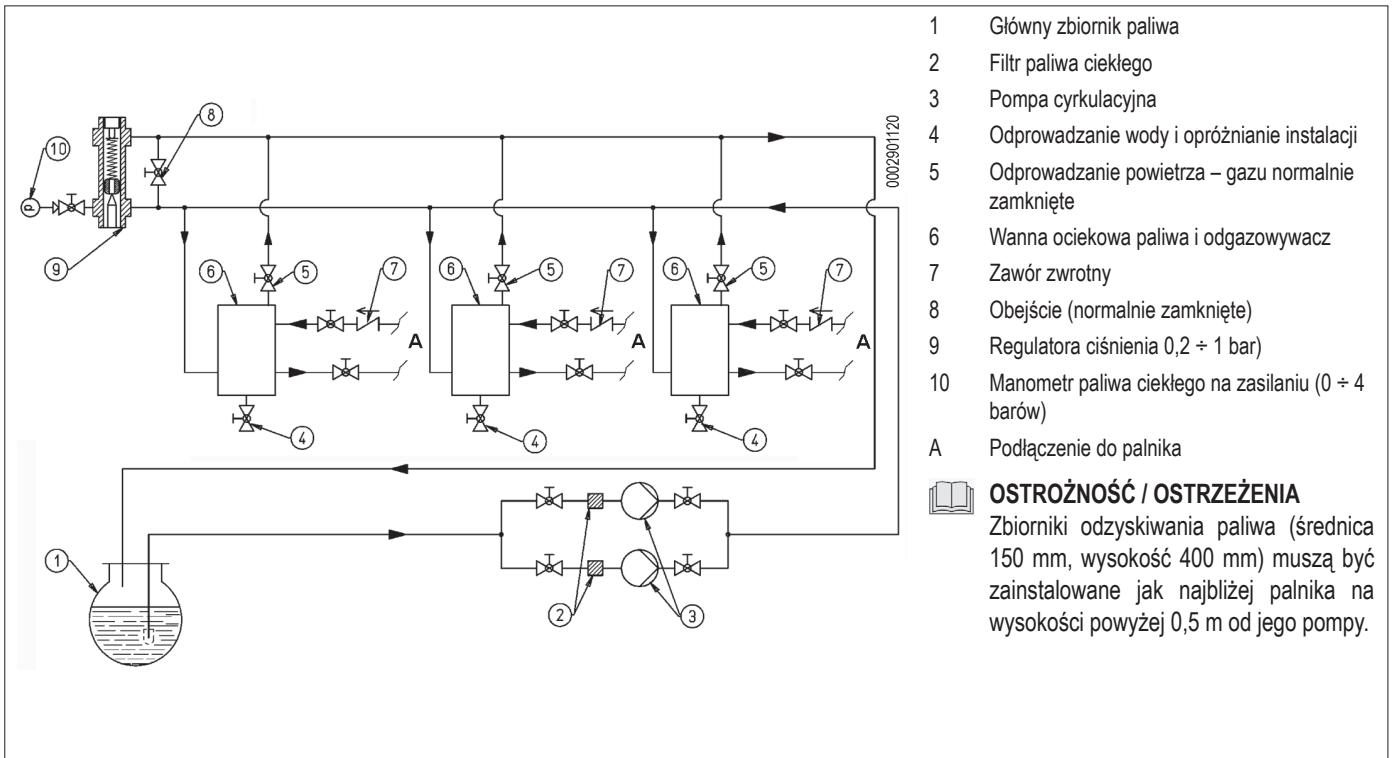 8
10
p
9
6
5
7
A
4
6
5
7
A
4
6
5
7
A
4
1
2
3
0002901120
1 Główny zbiornik paliwa
2 Filtr paliwa ciekłego
3 Pompa cyrkulacyjna
4 Odprowadzanie wody i opróżnianie instalacji
5 Odprowadzanie powietrza – gazu normalnie
zamknięte
6 Wanna ociekowa paliwa i odgazowywacz
7 Zawór zwrotny
8 Obejście (normalnie zamknięte)
9 Regulatora ciśnienia 0,2 ÷ 1 bar)
10 Manometr paliwa ciekłego na zasilaniu (0 ÷ 4
barów)
A Podłączenie do palnika
OSTROŻNOŚĆ / OSTRZEŻENIA
Zbiorniki odzyskiwania paliwa (średnica
150 mm, wysokość 400 mm) muszą być
zainstalowane jak najbliżej palnika na
wysokości powyżej 0,5 m od jego pompy.